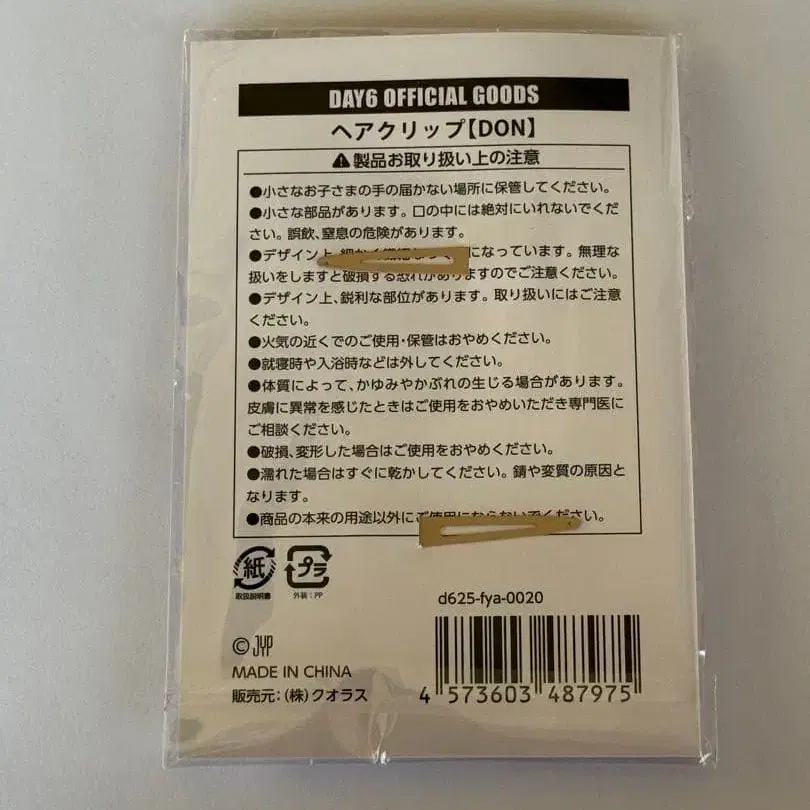 DAY6 OFFICIAL GOODS
ヘアクリップ【DON】
製品お取り扱い上の注意
●小さなお子さまの手の届かない場所に保管してください。
●小さな部品があります。口の中には絶対にいれないでくだ
さい。誤飲、窒息の危険があります。
●デザイン上、細かく繊細なつくりになっています。無理な
扱いをしますと破損する恐れがありますのでご注意ください。
●デザイン上、鋭利な部位があります。取り扱いにはご注意
ください。
●火気の近くでのご使用・保管はおやめください。
●就寝時や入浴時などは外してください。
●体質によって、かゆみやかぶれの生じる場合があります。
皮膚に異常を感じたときはご使用をおやめいただき専門医に
ご相談ください。
●破損、変形した場合はご使用をおやめください。
●濡れた場合はすぐに乾かしてください。錆や変質の原因と
なります。
●商品の本来の用途以外にご使用にならないでください。
紙
取扱説明書
プラ
外装：PP
d625-fya-0020
© JYP
MADE IN CHINA
販売元：（株）クオラス
4 573603 487975